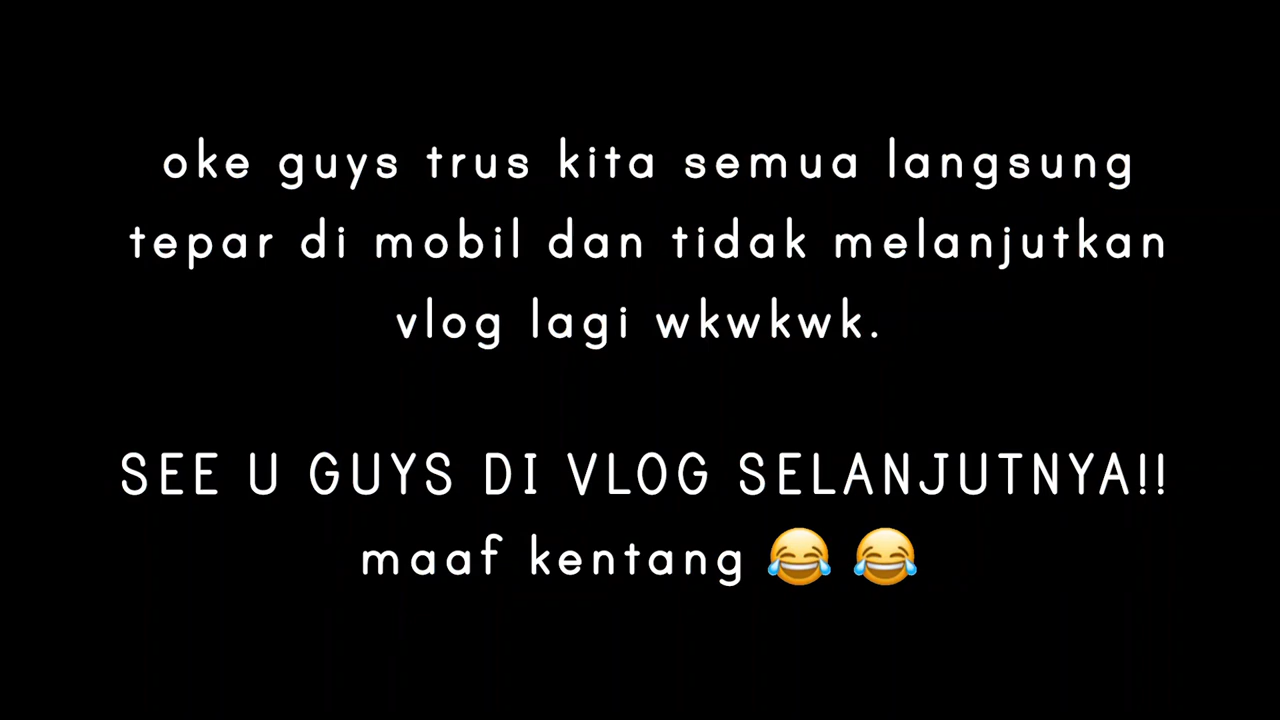 oke guys trus kita semua langsung
tepar di mobil dan tidak melanjutkan
vlog lagi wkwkwk.
SEE U GUYS DI VLOG SELANJUTNYA!!
maaf kentang 😂 😂